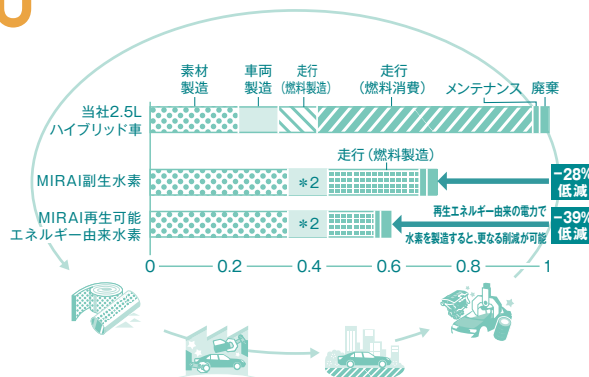 素材
製造
車両
製造
走行
(燃料製造)
走行
(燃料消費)
メンテナンス
廃棄
当社2.5L
ハイブリッド車
走行(燃料製造)
MIRAI副生水素
*2
-28%
低減
MIRAI再生可能
エネルギー由来水素
*2
再生エネルギー由来の電力で
水素を製造すると、更なる削減が可能
-39%
低減
0 0.2 0.4 0.6 0.8 1